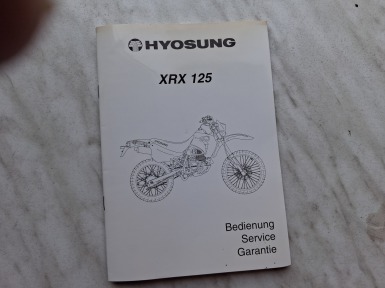 HYOSUNG
XRX 125
Bedienung
Service
Garantie